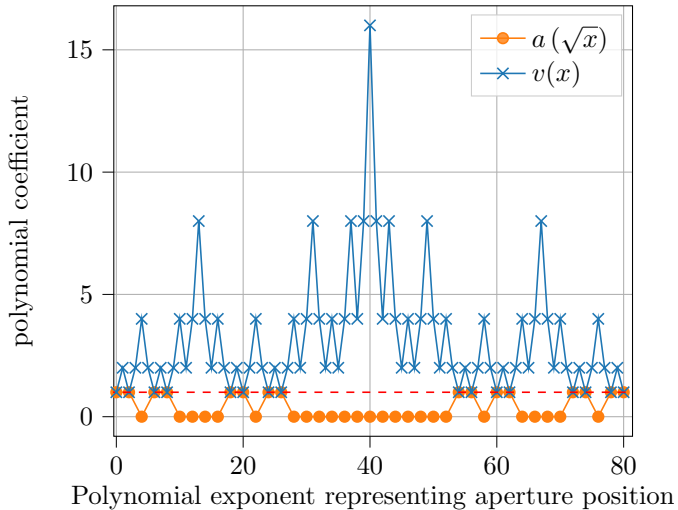 a (√x)
v(x)
15
10
5
0
0 20 40 60 80
polynomial coefficient
Polynomial exponent representing aperture position